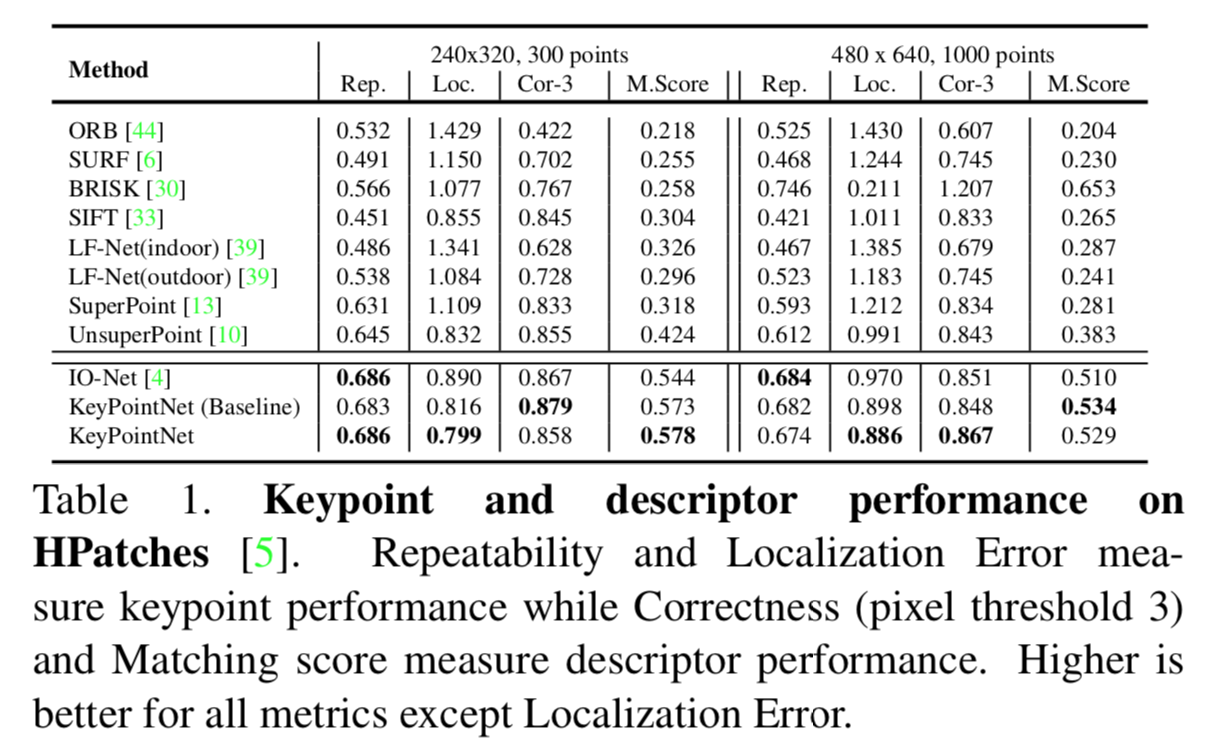 Method 240x320, 300 points 480 x 640, 1000 points
Rep. Loc. Cor-3 M.Score Rep. Loc. Cor-3 M.Score
ORB [44] 0.532 1.429 0.422 0.218 0.525 1.430 0.607 0.204
SURF [6] 0.491 1.150 0.702 0.255 0.468 1.244 0.745 0.230
BRISK [30] 0.566 1.077 0.767 0.258 0.746 0.211 1.207 0.653
SIFT [33] 0.451 0.855 0.845 0.304 0.421 1.011 0.833 0.265
LF-Net(indoor) [39] 0.486 1.341 0.628 0.326 0.467 1.385 0.679 0.287
LF-Net(outdoor) [39] 0.538 1.084 0.728 0.296 0.523 1.183 0.745 0.241
SuperPoint [13] 0.631 1.109 0.833 0.318 0.593 1.212 0.834 0.281
UnsuperPoint [10] 0.645 0.832 0.855 0.424 0.612 0.991 0.843 0.383
IO-Net [4] 0.686 0.890 0.867 0.544 0.684 0.970 0.851 0.510
KeyPointNet (Baseline) 0.683 0.816 0.879 0.573 0.682 0.898 0.848 0.534
KeyPointNet 0.686 0.799 0.858 0.578 0.674 0.886 0.867 0.529
Table 1. Keypoint and descriptor performance on
HPatches [5]. Repeatability and Localization Error mea-
sure keypoint performance while Correctness (pixel threshold 3)
and Matching score measure descriptor performance. Higher is
better for all metrics except Localization Error.